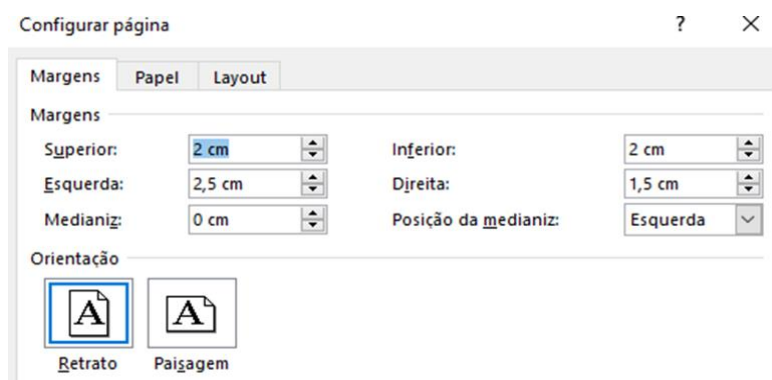 Configurar página ?
Margens Papel Layout
Margens
Superior: 2 cm Inferior: 2 cm
Esquerda: 2,5 cm Direita: 1,5 cm
Medianiz: 0 cm Posição da medianiz: Esquerda
Orientação
A A
Retrato Paisagem